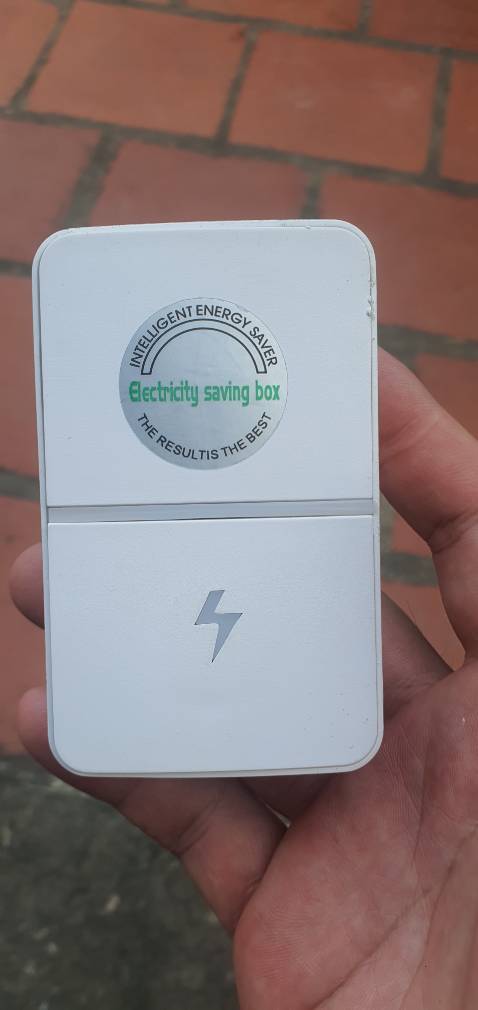 INTELLIGENT ENERGY SAVER
Electricity saving box
THE RESULTIS THE BEST